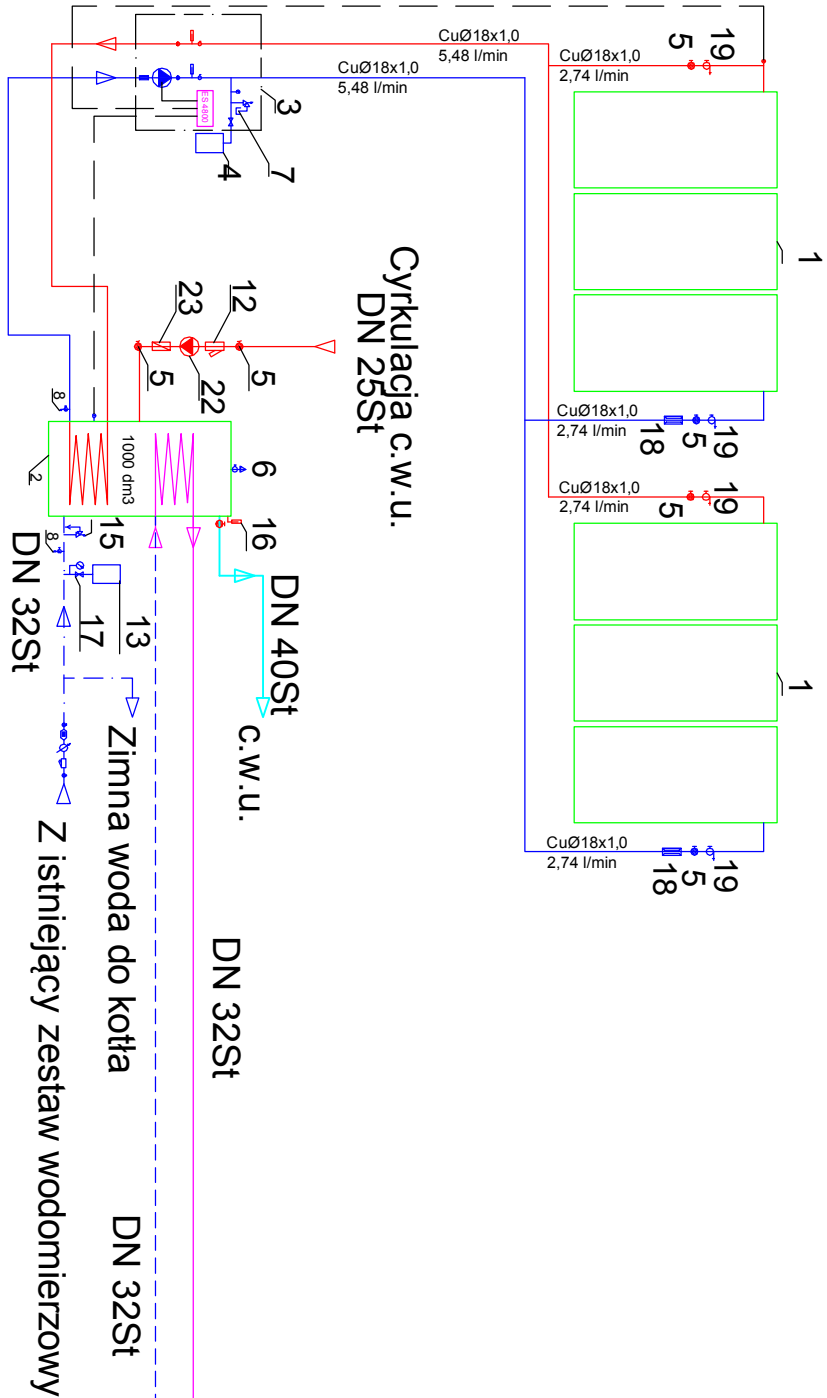 CuØ18x1,0
5,48 l/min
CuØ18x1,0
5,48 l/min
CuØ18x1,0
2,74 l/min
5
19
ES 4800
3
4
7
1
Cyrkulacja c.w.u.
DN 25St
23
12
5
22
5
CuØ18x1,0
2,74 l/min
18
5
19
8
2
1000 dm3
6
CuØ18x1,0
2,74 l/min
5
19
15
16
8
DN 32St
17
13
DN 40St
1
c.w.u.
Zimna woda do kotła
Z istniejący zestaw wodomierzowy
CuØ18x1,0
2,74 l/min
18
5
19
DN 32St
DN 32St